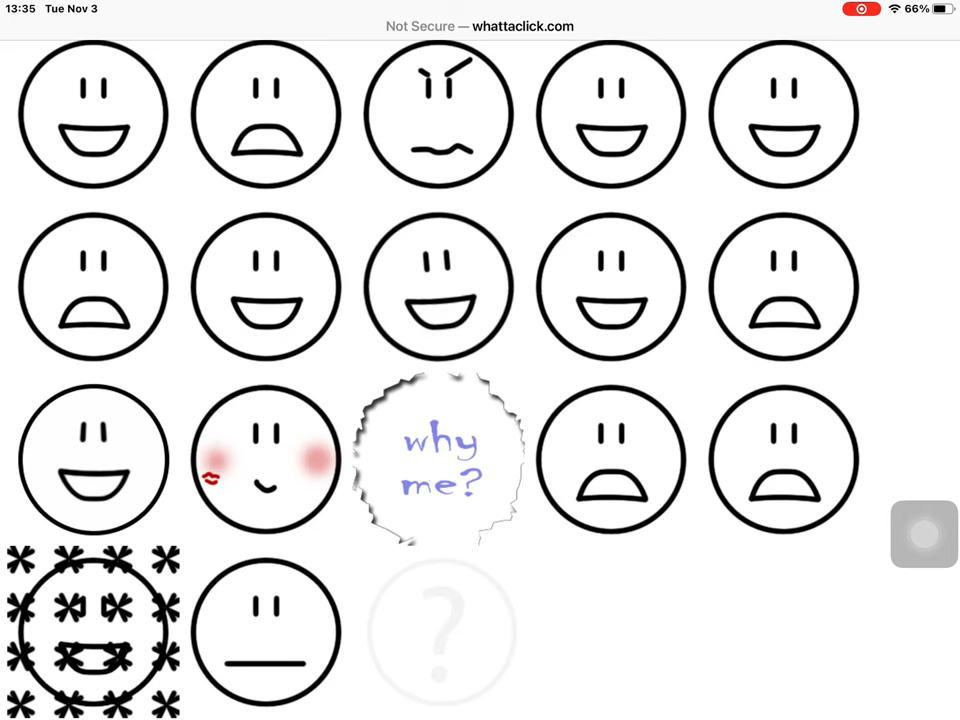 13:35 Tue Nov 3
66%
Not Secure — whattaclick.com
why
me?
?